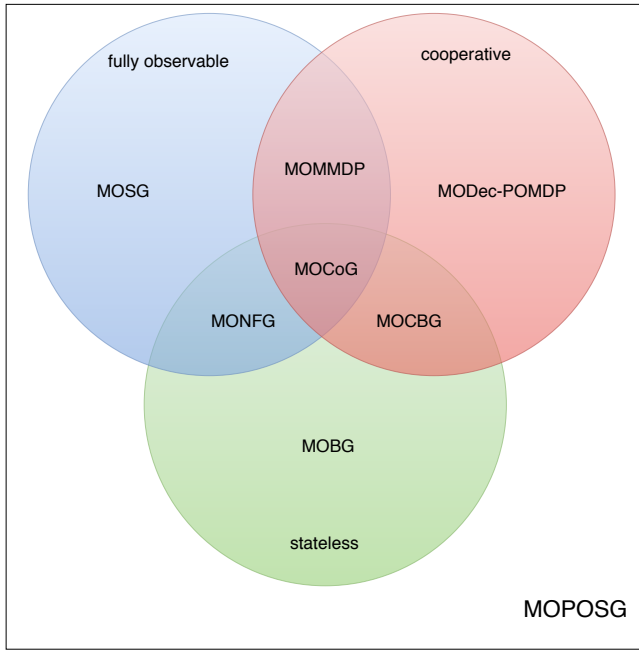 fully observable
cooperative
MOMMDP
MOSG
MODec-POMDP
MOCoG
MONFG
MOCBG
MOBG
stateless
MOPOSG